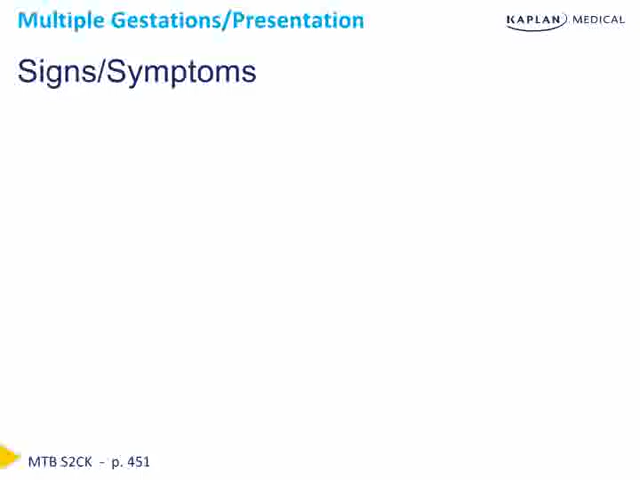 Multiple Gestations/Presentation
KAPLAN MEDICAL
Signs/Symptoms
MTB S2CK - p. 451